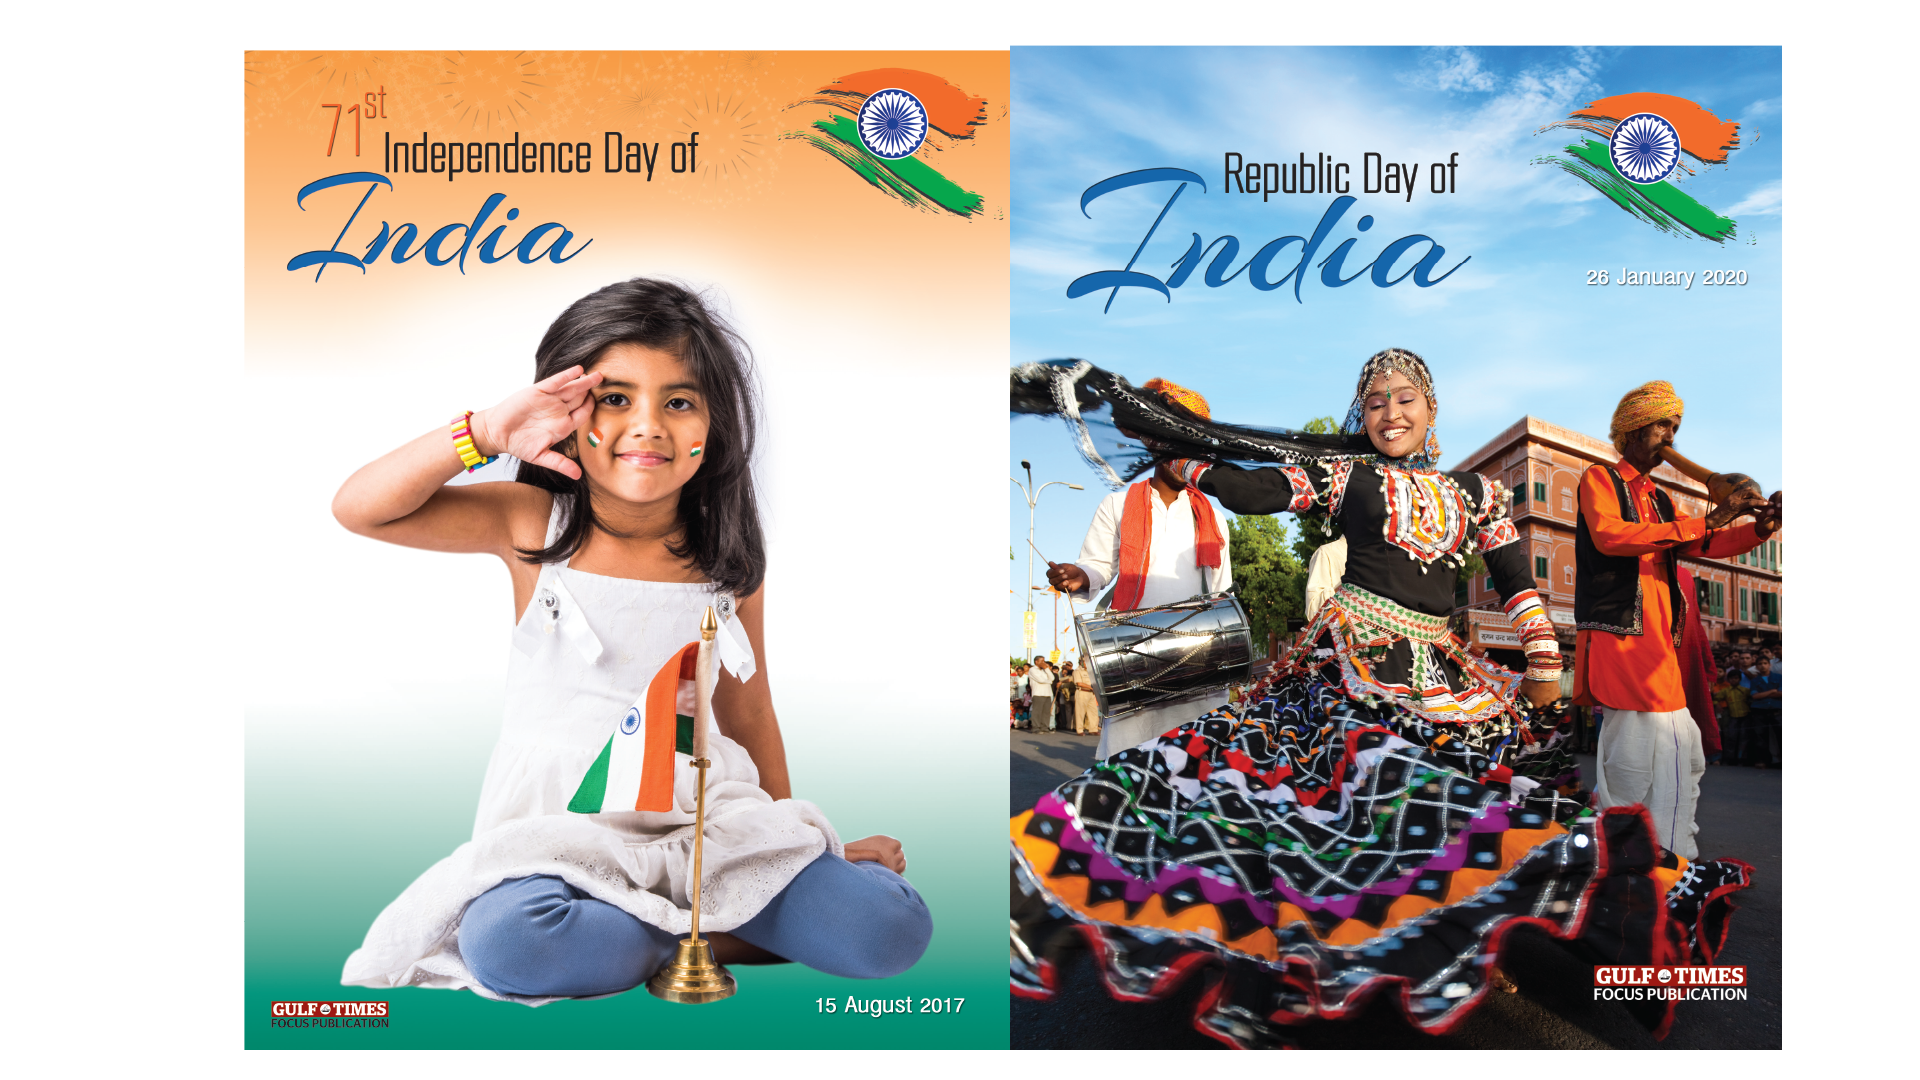 71st
Independence Day of
India
GULF TIMES
FOCUS PUBLICATION
15 August 2017
Republic Day of
India
26 January 2020
GULF TIMES
FOCUS PUBLICATION